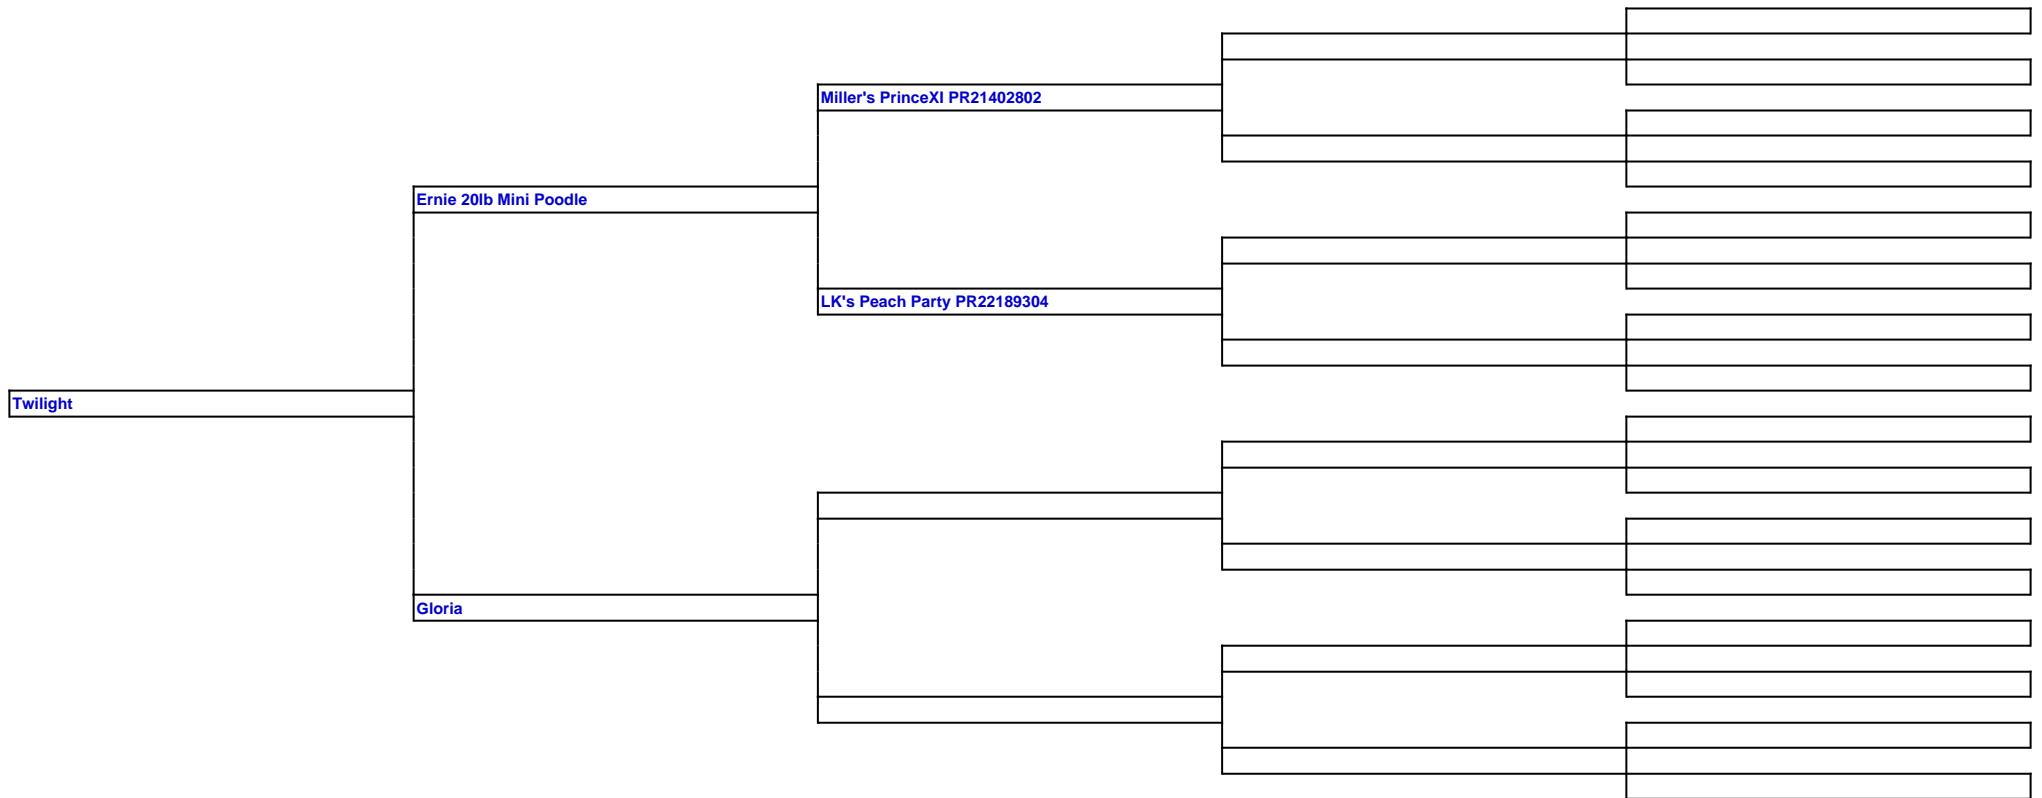 Miller's PrinceXI PR21402802
Ernie 20lb Mini Poodle
LK's Peach Party PR22189304
Twilight
Gloria